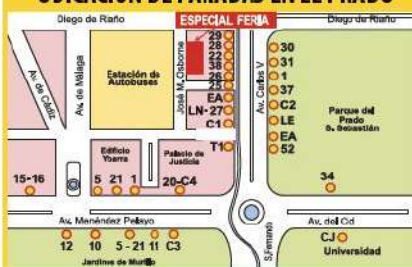 UBICACIÓN DE PARADAS EN EL PRADO
Diego de Riaño
ESPECIAL FERIA
Diego de Riaño
Av. de Cádiz
Av. de Málaga
Estación de
Autobuses
José M. Osborne
29
28
22
38
26
25
EA
LN-27
C1
T1
Av. Carlos V
30
31
1
37
C2
LE
EA
52
Parque del
Prado
S. Sebastián
Edificio
Ybarra
Palacio de
Justicia
15-16
5 21 1
20-C4
34
Av. Menéndez Pelayo
Av. del Cid
12 10 5 - 21 11 C3
S. Fernando
CJ
Universidad
Jardines de Murillo